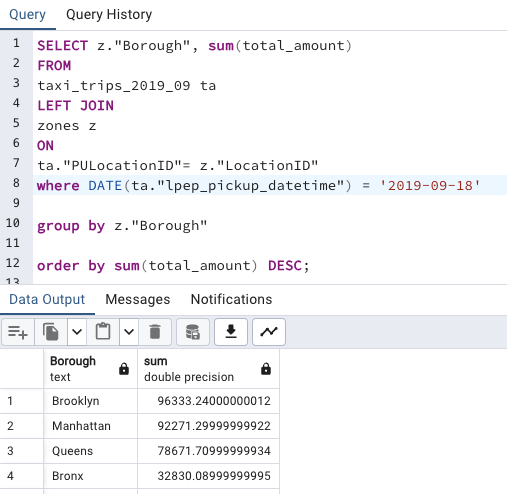 Query Query History
1 SELECT z."Borough", sum(total_amount)
2 FROM
3 taxi_trips_2019_09 ta
4 LEFT JOIN
5 zones z
6 ON
7 ta."PULocationID"= z."LocationID"
8 where DATE(ta."lpep_pickup_datetime") = '2019-09-18'
9
10 group by z."Borough"
11
12 order by sum(total_amount) DESC;
13
Data Output Messages Notifications
Borough sum
text double precision
1 Brooklyn 96333.24000000012
2 Manhattan 92271.29999999922
3 Queens 78671.70999999934
4 Bronx 32830.08999999995